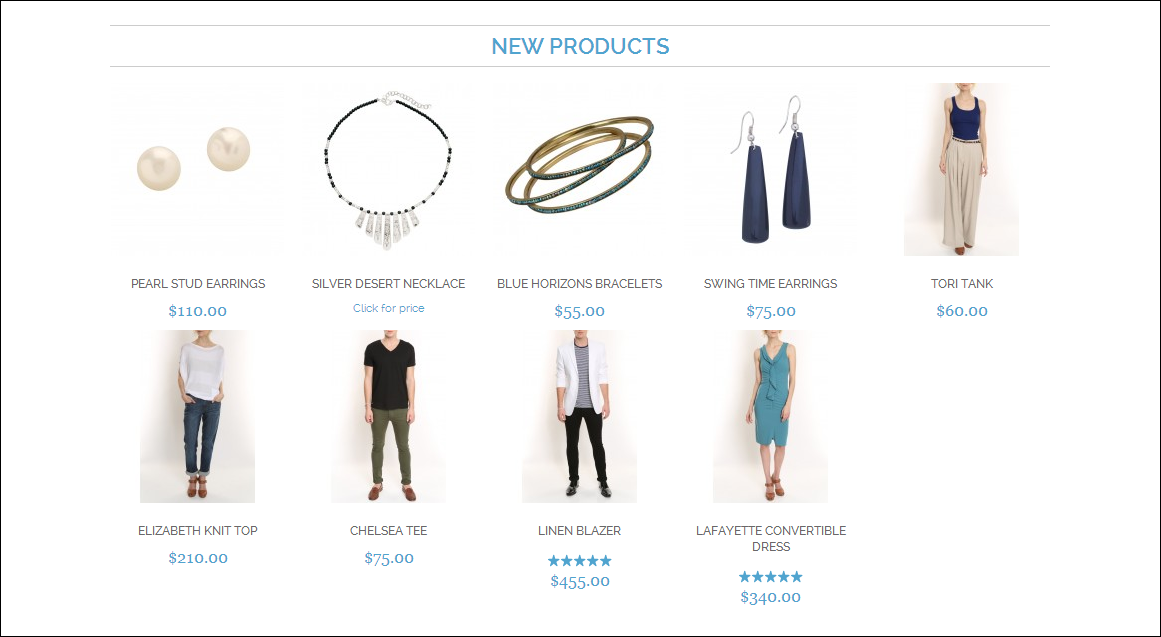 NEW PRODUCTS
PEARL STUD EARRINGS
$110.00
SILVER DESERT NECKLACE
Click for price
BLUE HORIZONS BRACELETS
$55.00
SWING TIME EARRINGS
$75.00
TORI TANK
$60.00
ELIZABETH KNIT TOP
$210.00
CHELSEA TEE
$75.00
LINEN BLAZER
$455.00
LAFAYETTE CONVERTIBLE
DRESS
$340.00